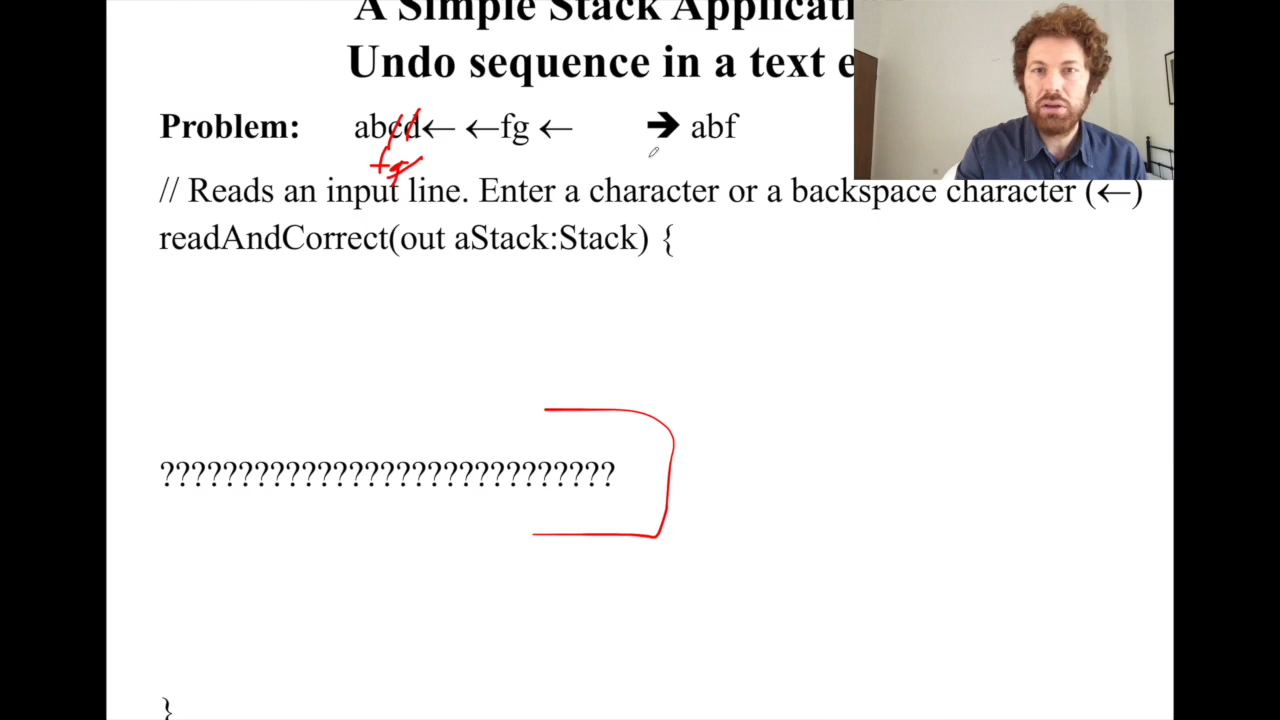 A Simple Stack Applicati
Undo sequence in a text e
Problem: abcd← ←fg ← ➔ abf
fg
// Reads an input line. Enter a character or a backspace character (←)
readAndCorrect(out aStack:Stack) {
????????????????????????????
}